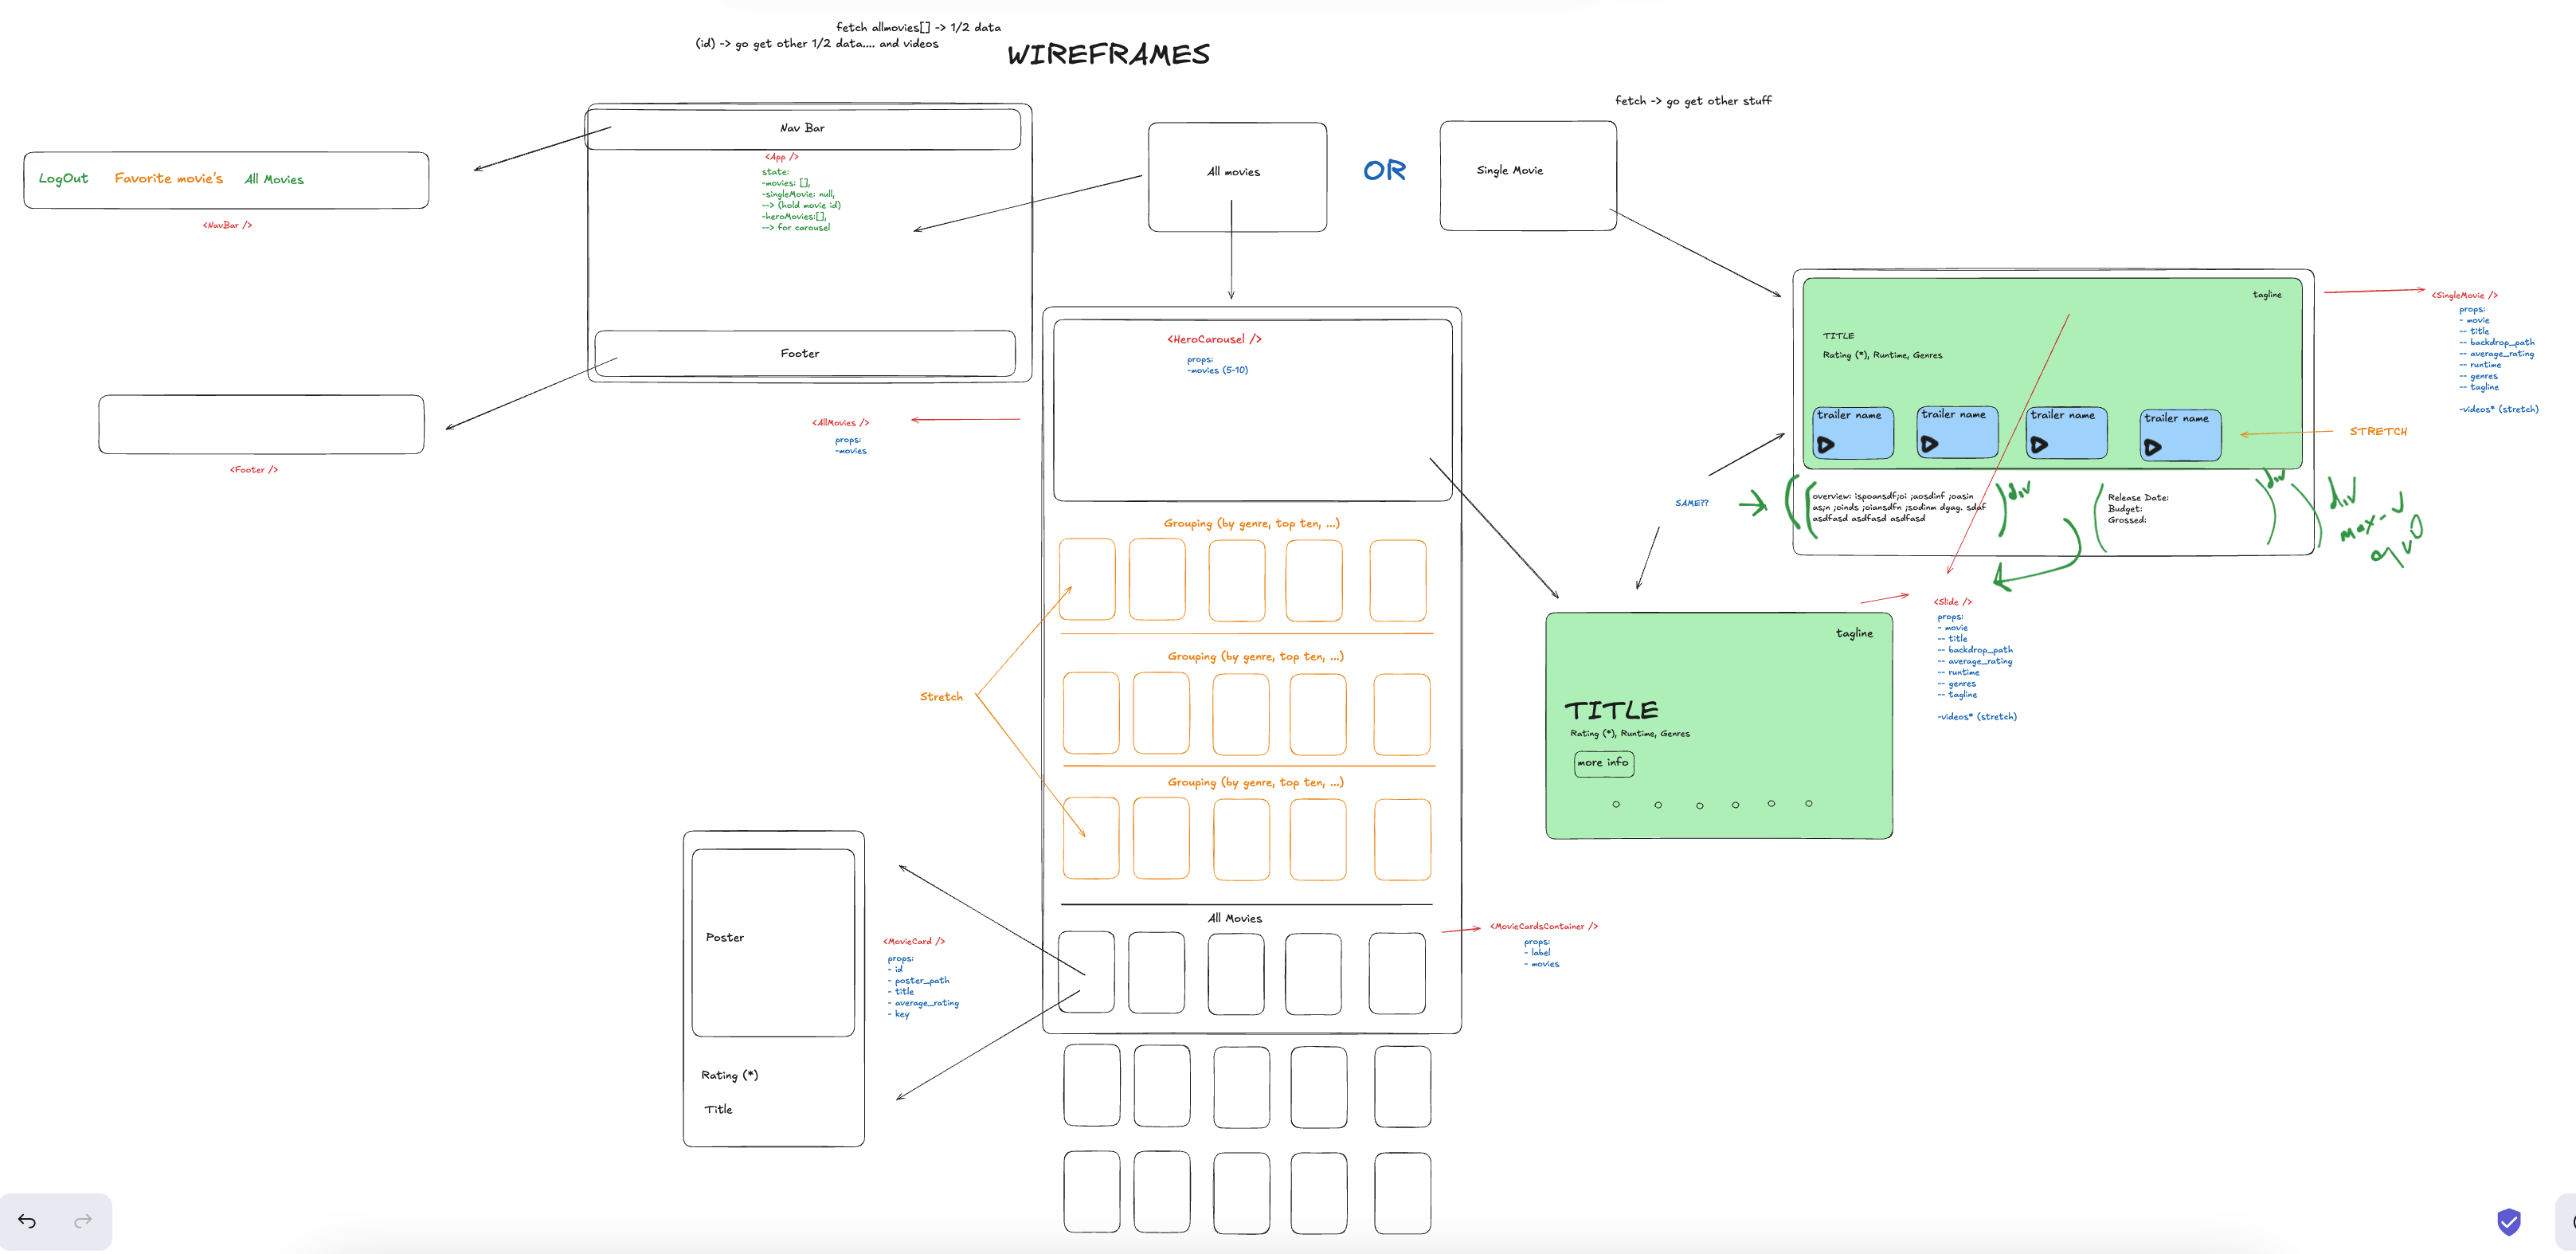 fetch allmovies[] -> 1/2 data
(id) -> go get other 1/2 data.... and videos
WIREFRAMES
fetch -> go get other stuff
Nav Bar
<App />
state:
-movies: [],
-singleMovie: null,
--> (hold movie id)
-heroMovies:[],
--> for carousel
Footer
LogOut
Favorite movie's
All Movies
<NavBar />
<Footer />
All movies
OR
Single Movie
<AllMovies />
props:
-movies
<HeroCarousel />
props:
-movies (5-10)
Grouping (by genre, top ten, ...)
Grouping (by genre, top ten, ...)
Grouping (by genre, top ten, ...)
Stretch
All Movies
<MovieCardsContainer />
props:
- label
- movies
Poster
Rating (*)
Title
<MovieCard />
props:
- id
- poster_path
- title
- average_rating
- key
tagline
TITLE
Rating (*), Runtime, Genres
trailer name
trailer name
trailer name
trailer name
STRETCH
<SingleMovie />
props:
- movie
-- title
-- backdrop_path
-- average_rating
-- runtime
-- genres
-- tagline
-videos* (stretch)
SAME??
overview: ispoansdf;oi ;aosdinf ;oasin
as;n ;oinds ;oiansdfn ;sodinm dgag. sdaf
asdfasd asdfasd asdfasd
div
Release Date:
Budget:
Grossed:
div
div
max-w
<Slide />
props:
- movie
-- title
-- backdrop_path
-- average_rating
-- runtime
-- genres
-- tagline
-videos* (stretch)
tagline
TITLE
Rating (*), Runtime, Genres
more info